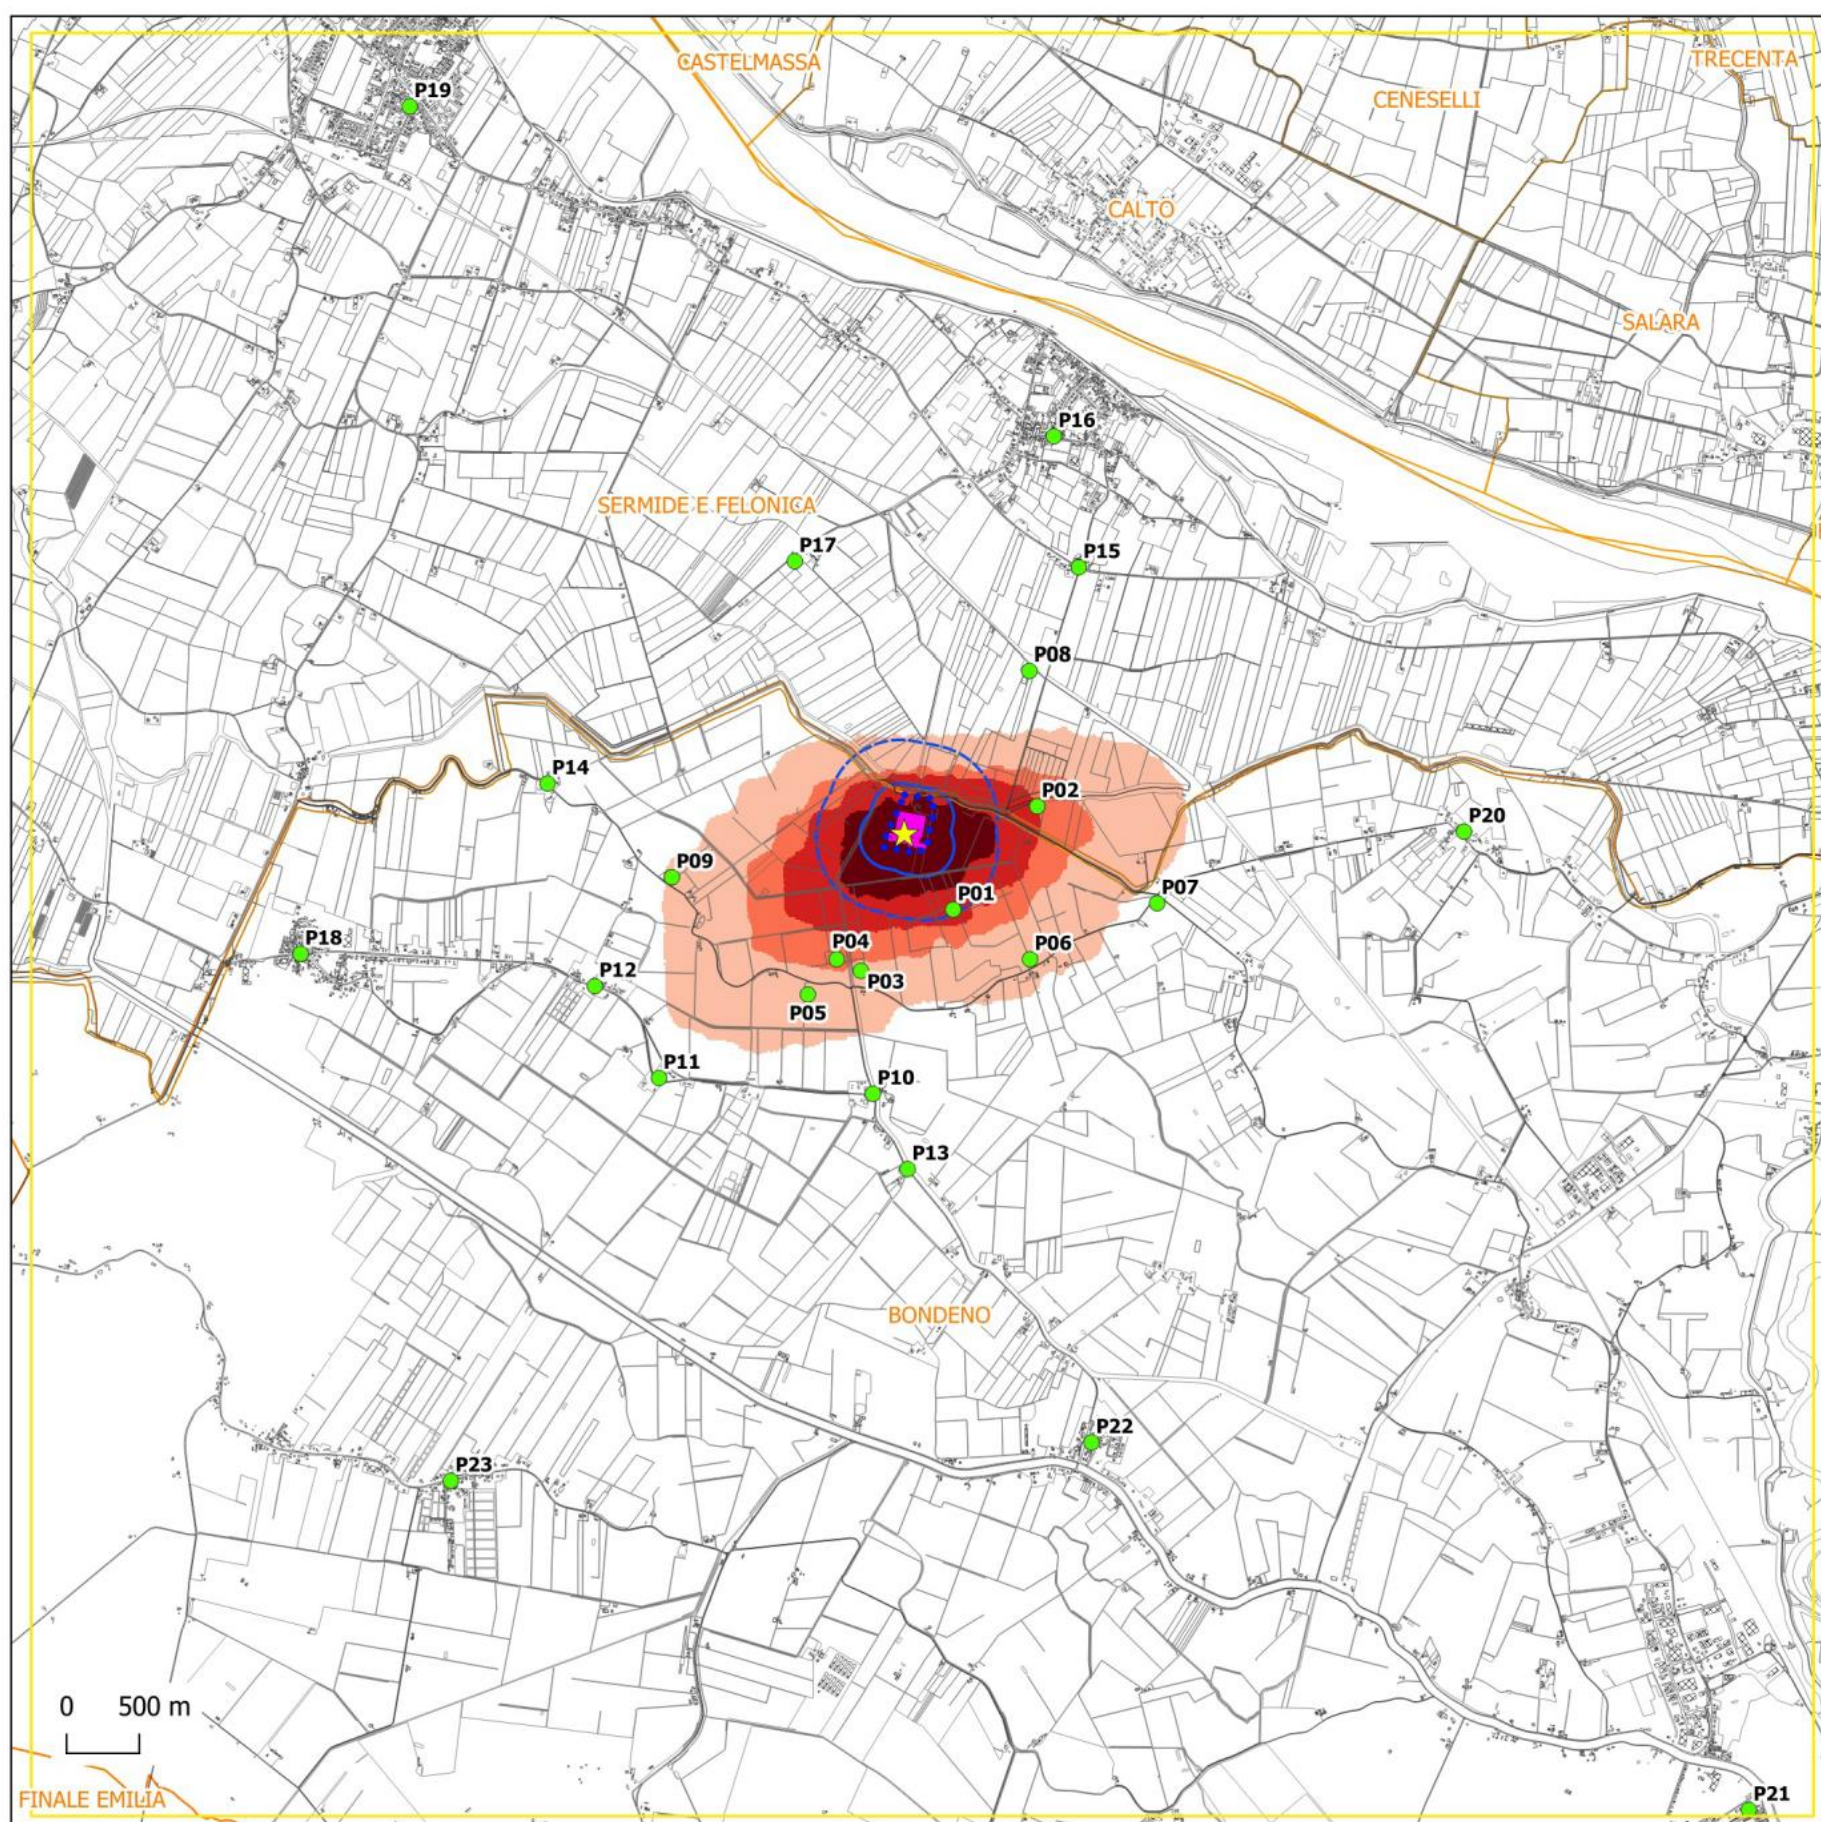 CASTELMASSA
TRECENTA
P19
CENESELLI
CALTO
SALARA
P16
SERMIDE E FELONICA
P17
P15
P08
P14
P02
P20
P09
P07
P01
P18
P04
P06
P12
P03
P05
P11
P10
P13
BONDENO
P22
P23
0 500 m
FINALE EMILIA
P21